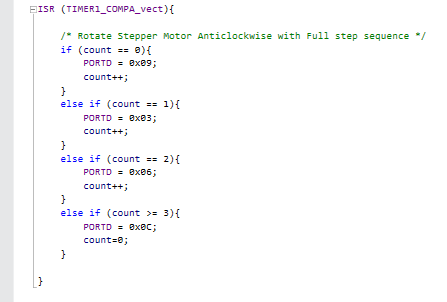 ISR (TIMER1_COMPA_vect){
/* Rotate Stepper Motor Anticlockwise with Full step sequence */
if (count == 0){
PORTD = 0x09;
count++;
}
else if (count == 1){
PORTD = 0x03;
count++;
}
else if (count == 2){
PORTD = 0x06;
count++;
}
else if (count >= 3){
PORTD = 0x0C;
count=0;
}
}